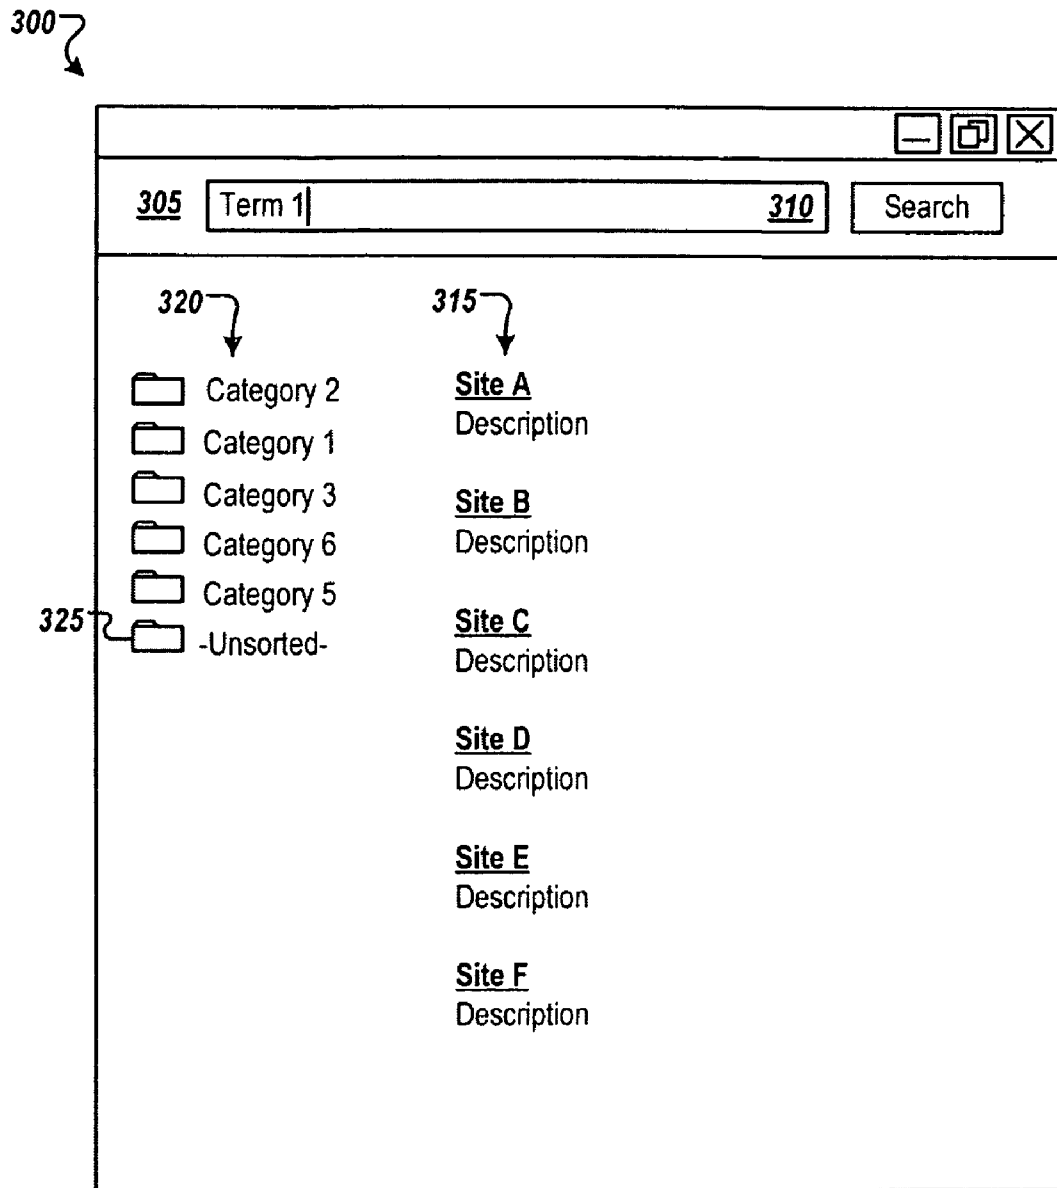 300
305 Term 1 310 Search
320 315
Category 2
Category 1
Category 3
Category 6
Category 5
325 -Unsorted-
Site A
Description
Site B
Description
Site C
Description
Site D
Description
Site E
Description
Site F
Description